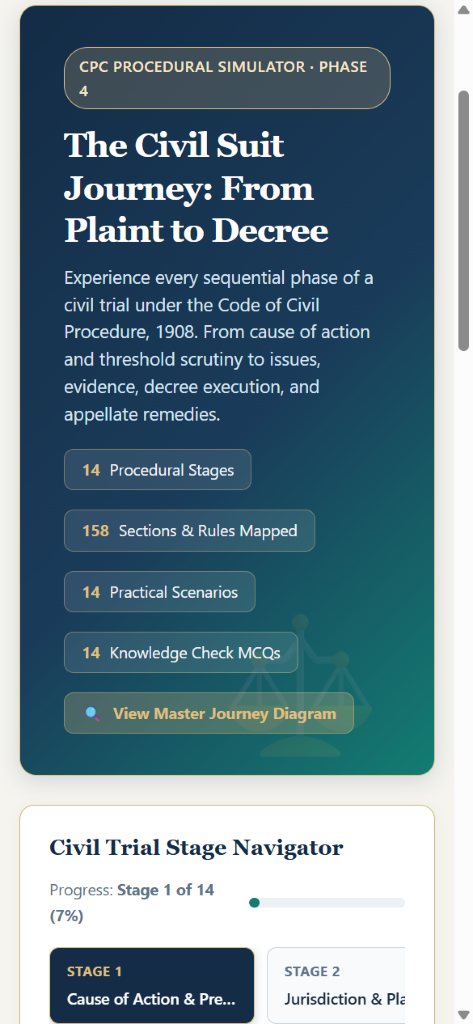 CPC PROCEDURAL SIMULATOR · PHASE
4
The Civil Suit
Journey: From
Plaint to Decree
Experience every sequential phase of a
civil trial under the Code of Civil
Procedure, 1908. From cause of action
and threshold scrutiny to issues,
evidence, decree execution, and
appellate remedies.
14 Procedural Stages
158 Sections & Rules Mapped
14 Practical Scenarios
14 Knowledge Check MCQs
View Master Journey Diagram
Civil Trial Stage Navigator
Progress: Stage 1 of 14
(7%)
STAGE 1
Cause of Action & Pre...
STAGE 2
Jurisdiction & Pla